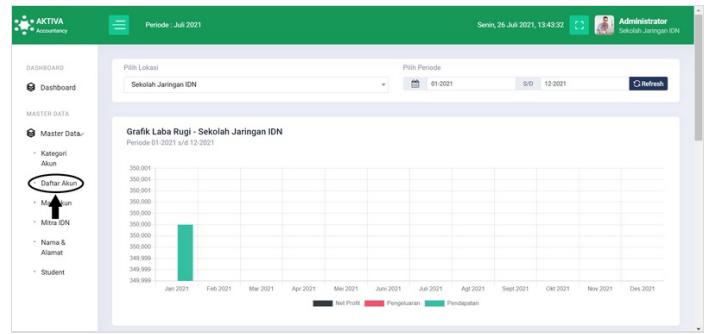 AKTIVA
Accountancy
Periode : Juli 2021
Senin, 26 Juli 2021, 13:43:32
Administrator
Sekolah Jaringan IDN
DASHBOARD
Dashboard
MASTER DATA
Master Data
Kategori
Akun
Daftar Akun
Akun
Mitra IDN
Nama &
Alamat
Student
Pilih Lokasi
Sekolah Jaringan IDN
Pilih Periode
01-2021
S/D
12-2021
Refresh
Grafik Laba Rugi - Sekolah Jaringan IDN
Periode 01-2021 s/d 12-2021
350,001
350,001
350,001
350,000
350,000
350,000
350,000
350,000
349,999
349,999
349,999
Jan 2021
Feb 2021
Mar 2021
Apr 2021
Mei 2021
Juni 2021
Juli 2021
Agt 2021
Sept 2021
Okt 2021
Nov 2021
Des 2021
Net Profit
Pengeluaran
Pendapatan